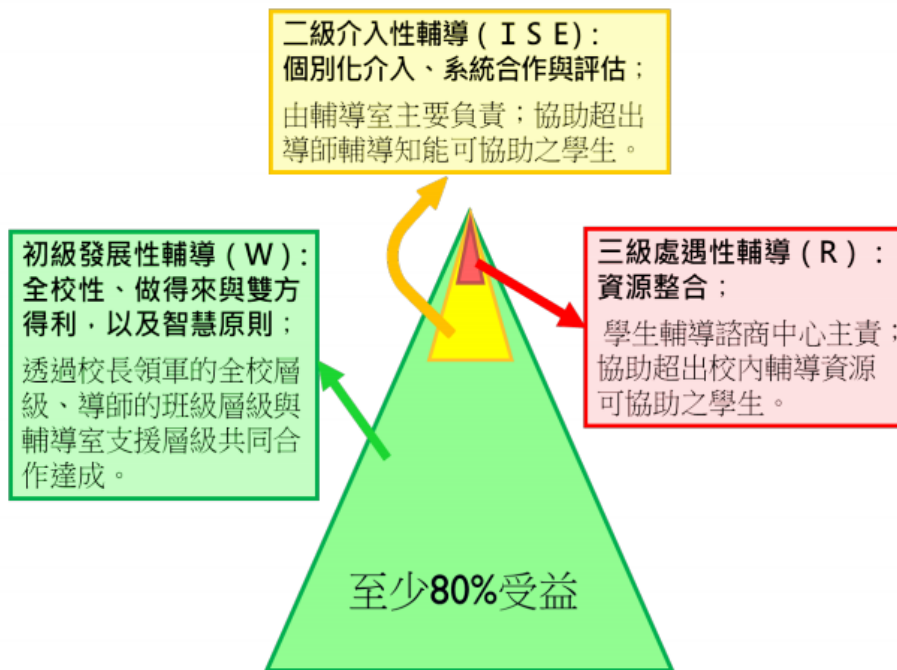 二級介入性輔導(ＩＳＥ)：
個別化介入、系統合作與評估；
由輔導室主要負責；協助超出
導師輔導知能可協助之學生。
初級發展性輔導(Ｗ)：
全校性、做得來與雙方
得利，以及智慧原則；
透過校長領軍的全校層
級、導師的班級層級與
輔導室支援層級共同合
作達成。
三級處遇性輔導(Ｒ)：
資源整合；
學生輔導諮商中心主責；
協助超出校內輔導資源
可協助之學生。
至少80%受益